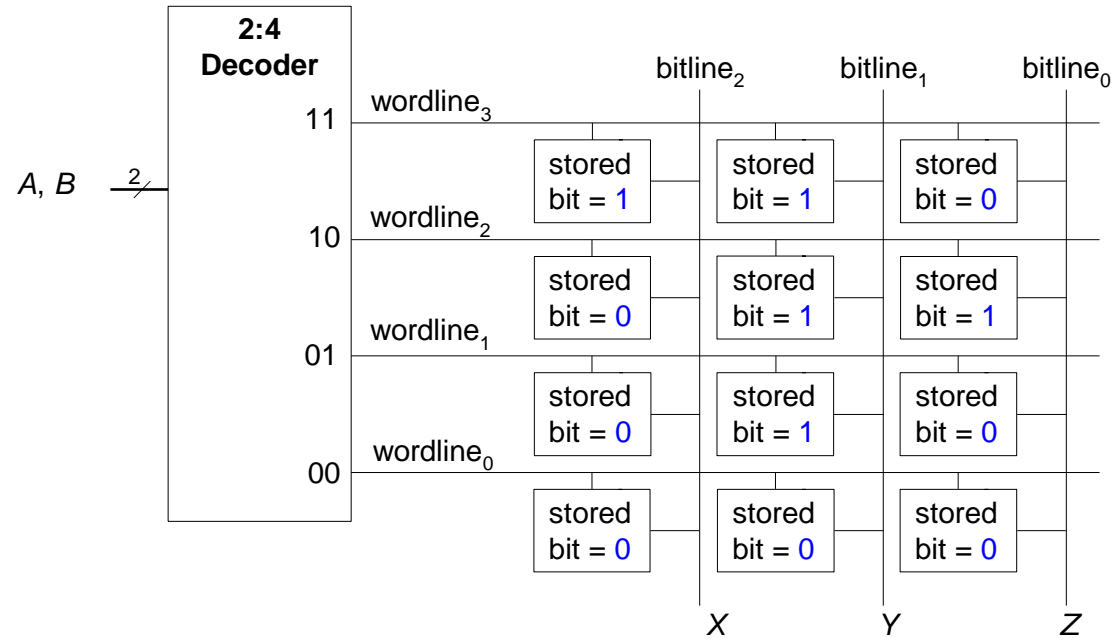 2:4
Decoder
bitline₂ bitline₁ bitline₀
wordline₃
11
A, B
2
stored stored stored
bit = 1 bit = 1 bit = 0
wordline₂
10
stored stored stored
bit = 0 bit = 1 bit = 1
wordline₁
01
stored stored stored
bit = 0 bit = 1 bit = 0
wordline₀
00
stored stored stored
bit = 0 bit = 0 bit = 0
X Y Z